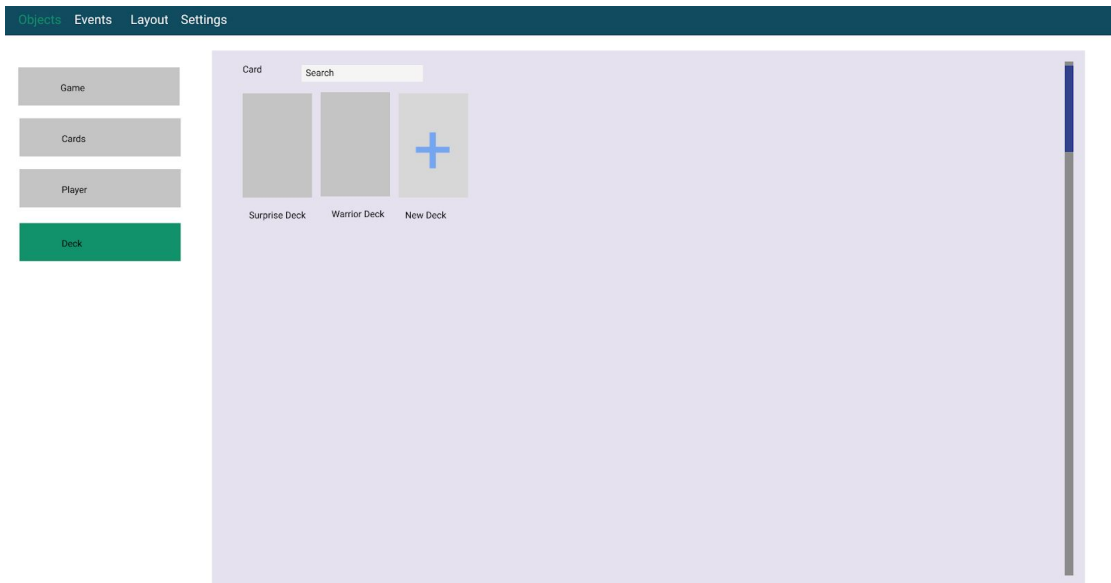 Objects Events Layout Settings
Game
Cards
Player
Deck
Card Search
Surprise Deck Warrior Deck New Deck